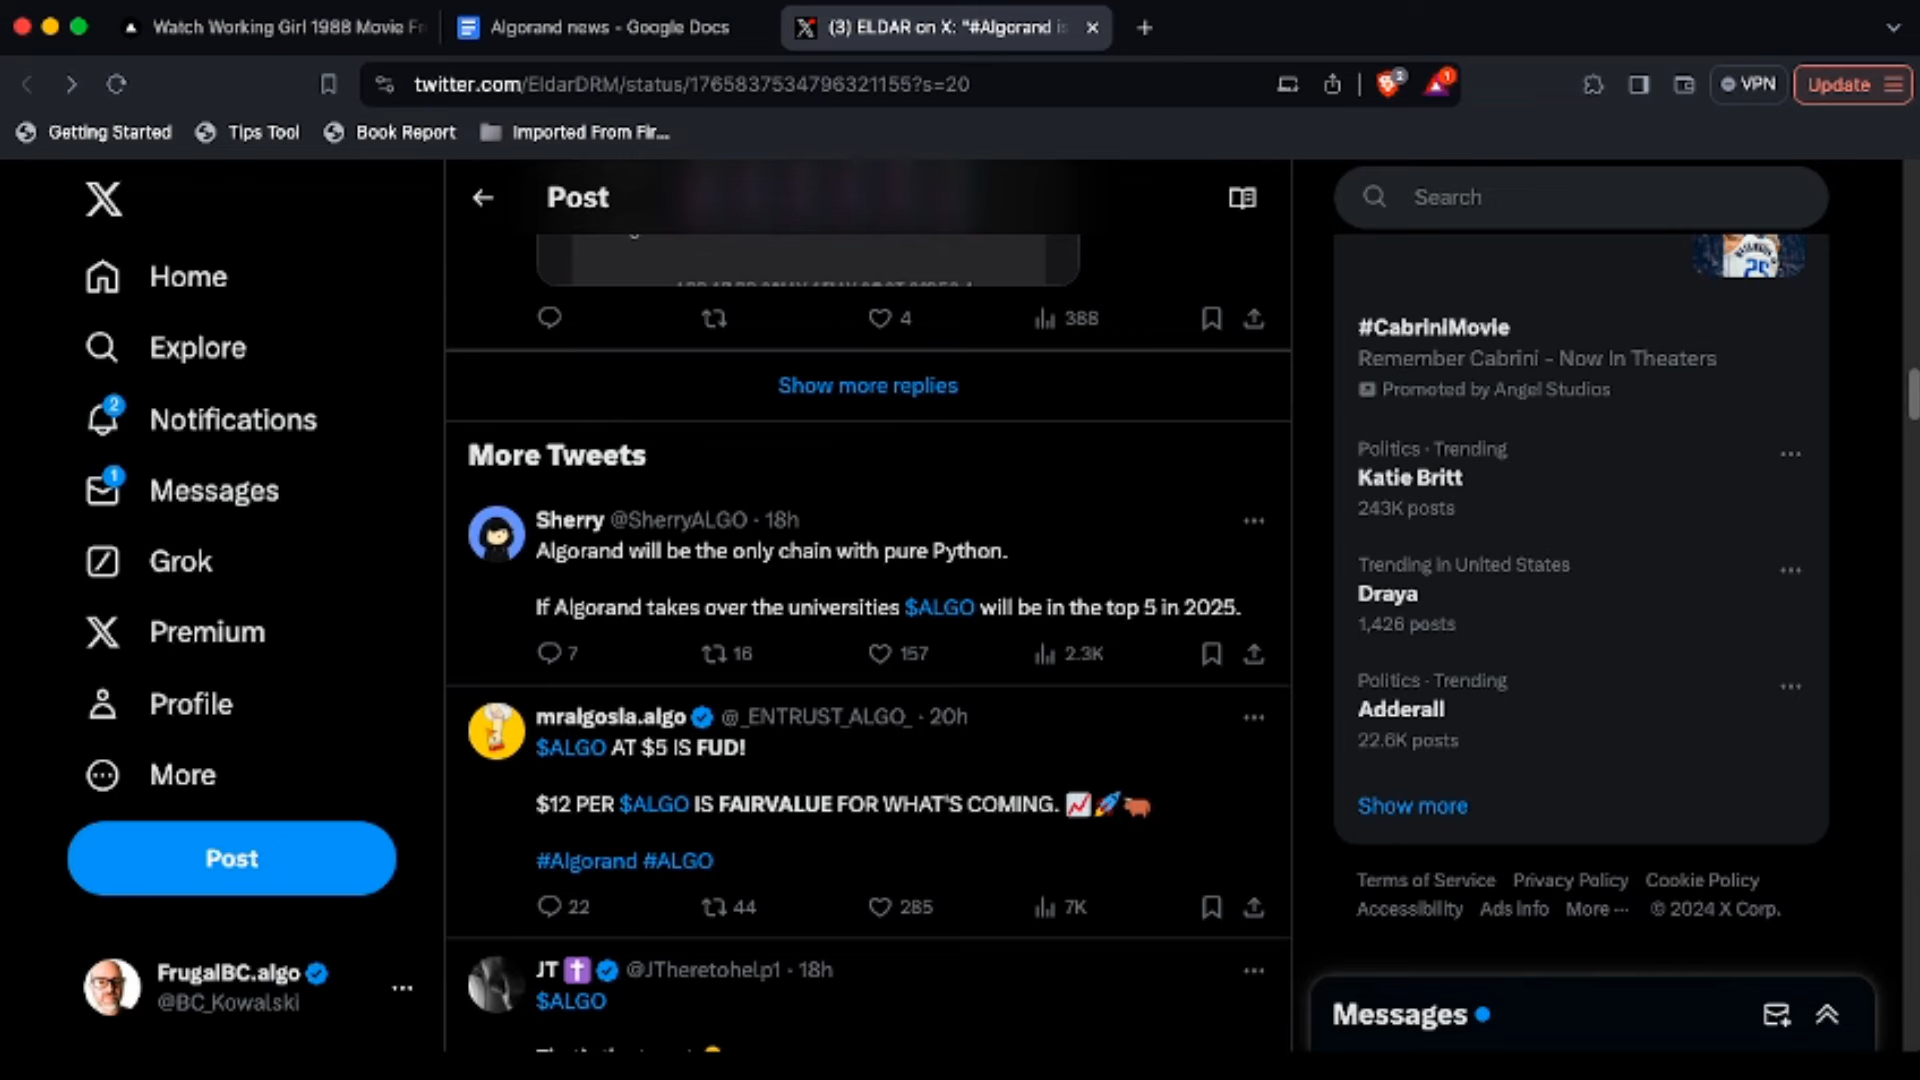 Watch Working Girl 1988 Movie Fr
Algorand news - Google Docs
(3) ELDAR on X: "#Algorand is
twitter.com/EldarDRM/status/1765837534796321155?s=20
2
1
VPN
Update
Getting Started
Tips Tool
Book Report
Imported From Fir...
Home
Explore
2
Notifications
1
Messages
Grok
Premium
Profile
More
Post
FrugalBC.algo
@BC_Kowalski
Post
4
388
Show more replies
More Tweets
Sherry @SherryALGO · 18h
Algorand will be the only chain with pure Python.
If Algorand takes over the universities $ALGO will be in the top 5 in 2025.
7
16
157
2.3K
mralgosla.algo @_ENTRUST_ALGO_ · 20h
$ALGO AT $5 IS FUD!
$12 PER $ALGO IS FAIRVALUE FOR WHAT'S COMING.
#Algorand #ALGO
22
44
285
7K
JT @JTheretohelp1 · 18h
$ALGO
Search
25
#CabriniMovie
Remember Cabrini - Now In Theaters
Promoted by Angel Studios
Politics · Trending
Katie Britt
243K posts
Trending in United States
Draya
1,426 posts
Politics · Trending
Adderall
22.6K posts
Show more
Terms of Service Privacy Policy Cookie Policy
Accessibility Ads info More ··· © 2024 X Corp.
Messages